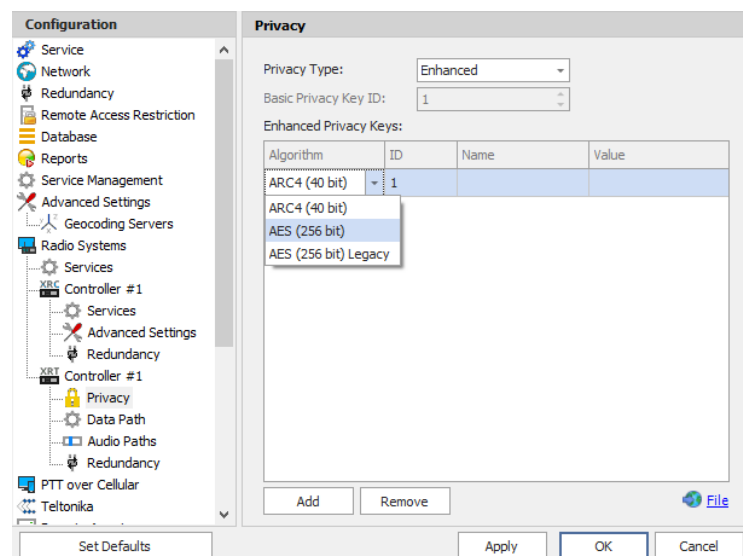 Configuration
Service
Network
Redundancy
Remote Access Restriction
Database
Reports
Service Management
Advanced Settings
Geocoding Servers
Radio Systems
Services
XRC Controller #1
Services
Advanced Settings
Redundancy
XRT Controller #1
Privacy
Data Path
Audio Paths
Redundancy
PTT over Cellular
Teltonika
Set Defaults
Privacy
Privacy Type: Enhanced
Basic Privacy Key ID: 1
Enhanced Privacy Keys:
Algorithm ID Name Value
ARC4 (40 bit) 1
ARC4 (40 bit)
AES (256 bit)
AES (256 bit) Legacy
Add Remove File
Apply OK Cancel